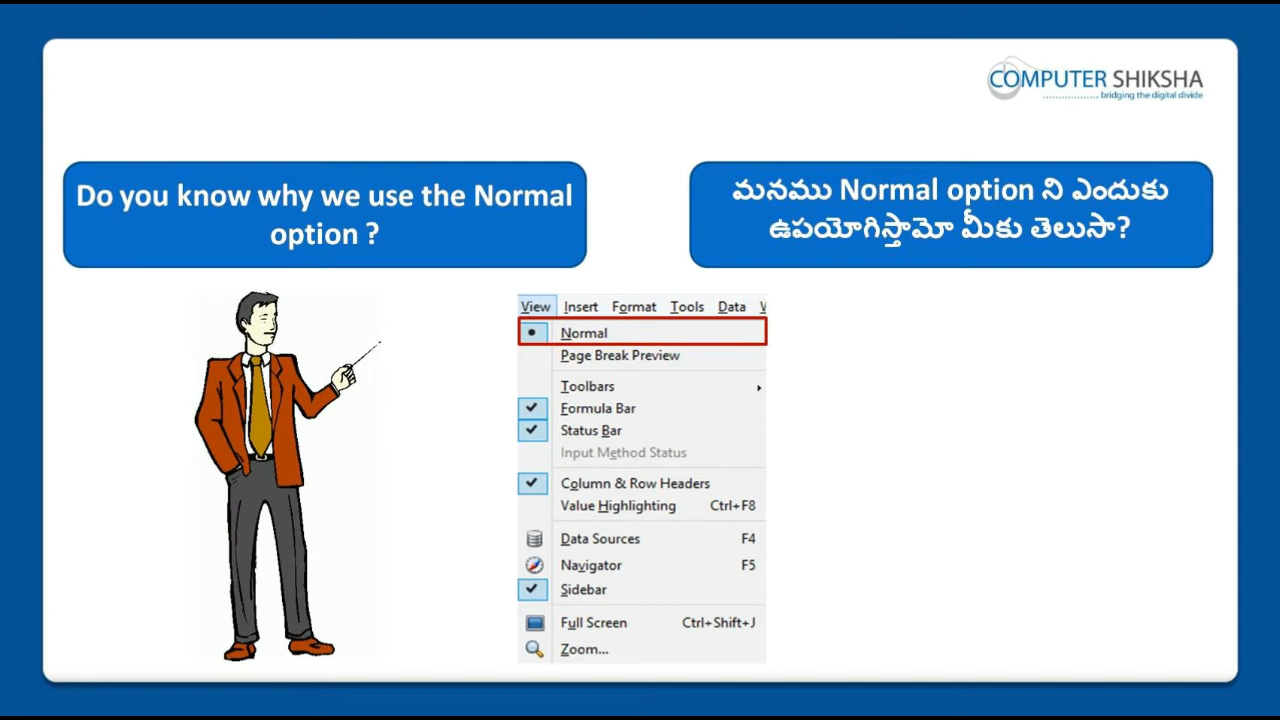 COMPUTER SHIKSHA
bridging the digital divide
Do you know why we use the Normal
option ?
మనము Normal option ని ఎందుకు
ఉపయోగిస్తామో మీకు తెలుసా?
View Insert Format Tools Data
Normal
Page Break Preview
Toolbars
Formula Bar
Status Bar
Input Method Status
Column & Row Headers
Value Highlighting Ctrl+F8
Data Sources F4
Navigator F5
Sidebar
Full Screen Ctrl+Shift+J
Zoom...